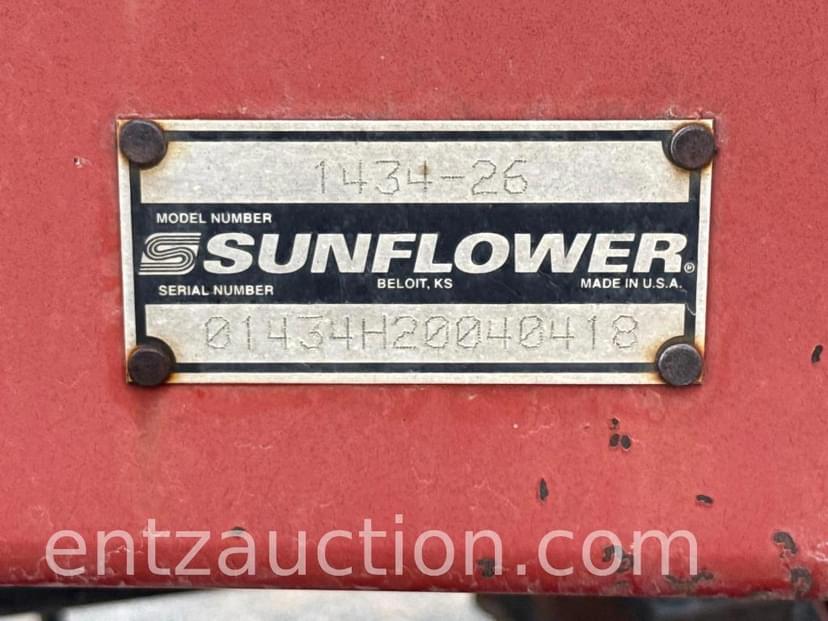 1434-26
MODEL NUMBER
SUNFLOWER®
BELOIT, KS
MADE IN U.S.A.
SERIAL NUMBER
01434H20040418
entzauction.com